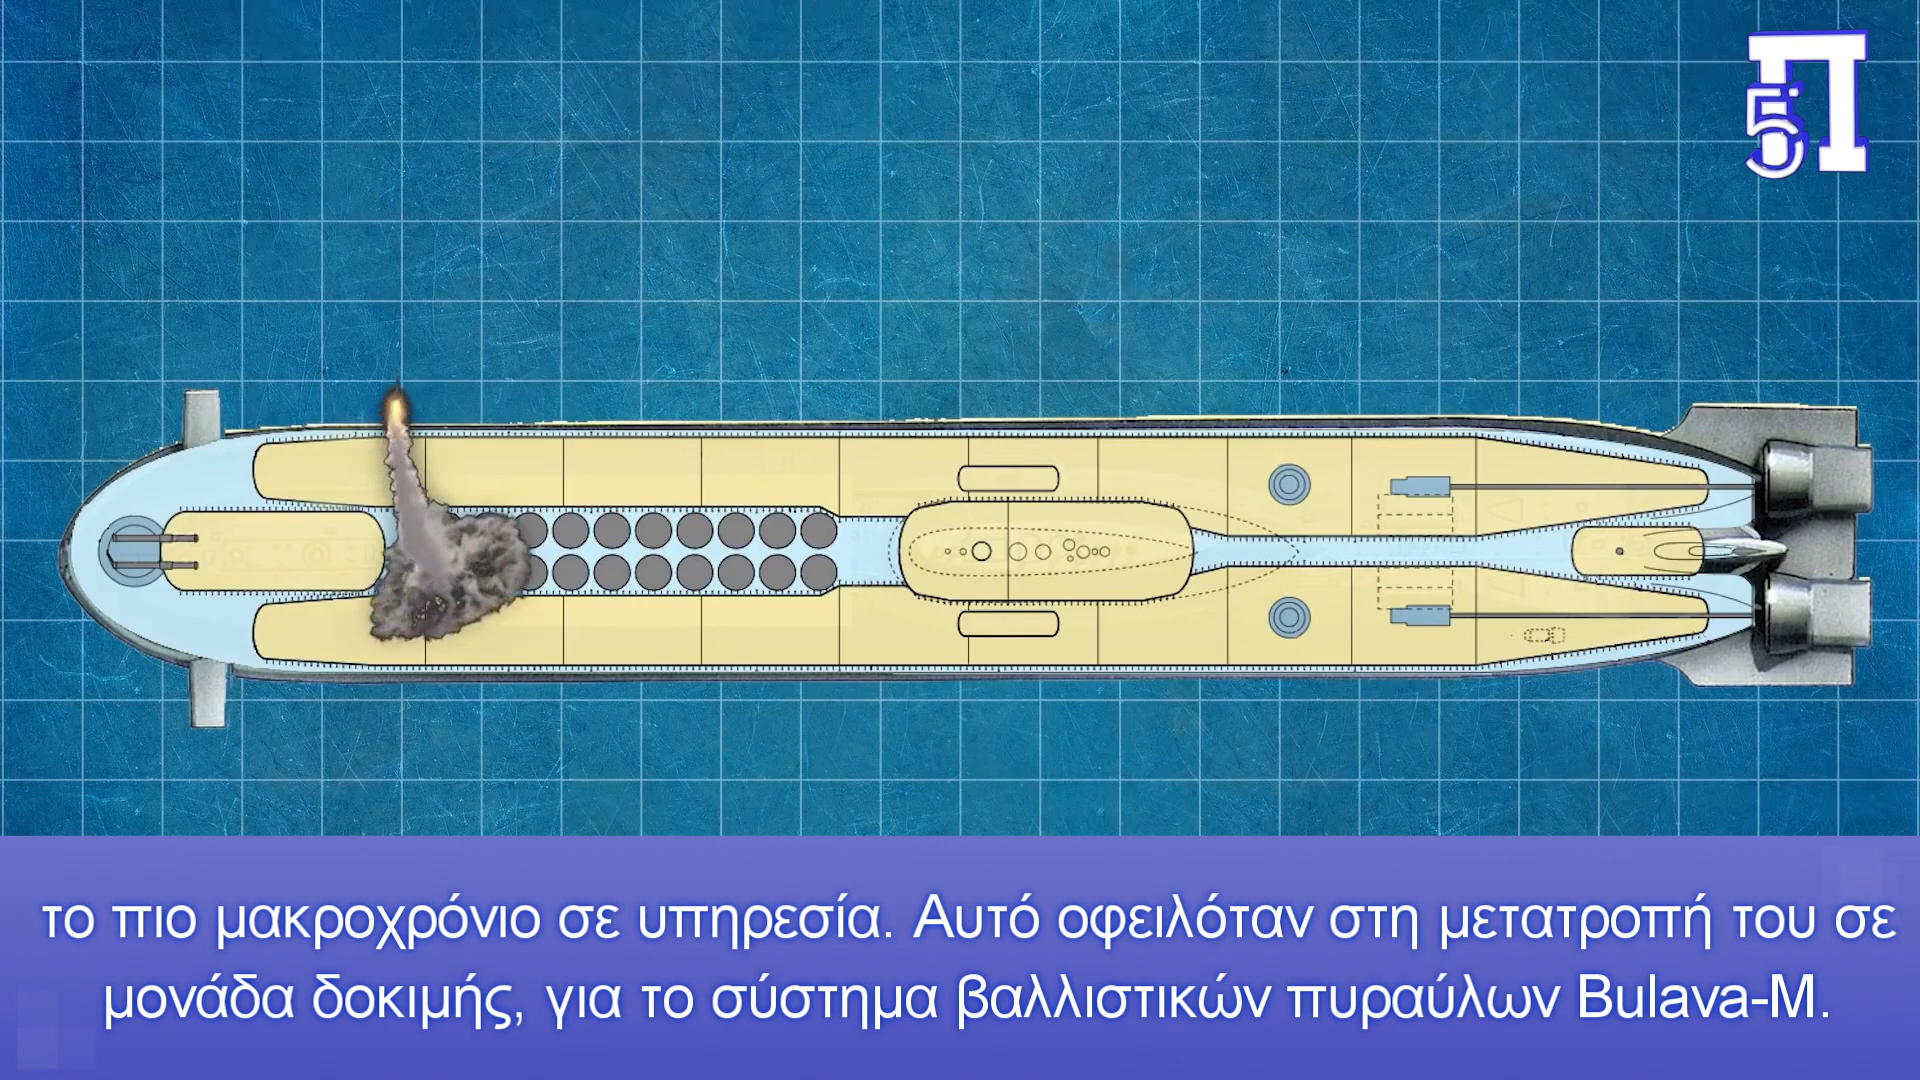 5Π
το πιο μακροχρόνιο σε υπηρεσία. Αυτό οφειλόταν στη μετατροπή του σε
μονάδα δοκιμής, για το σύστημα βαλλιστικών πυραύλων Bulava-M.